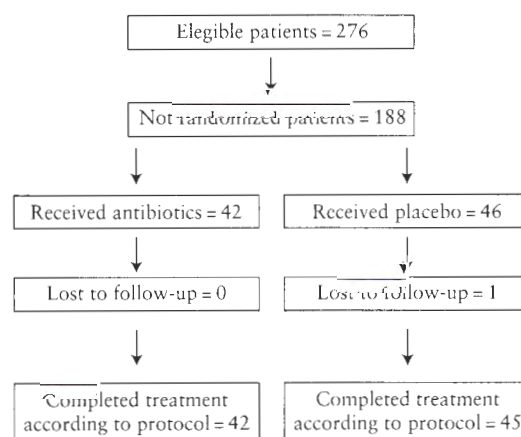 Elegible patients = 276
Not randomized patients = 188
Received antibiotics = 42
Received placebo = 46
Lost to follow-up = 0
Lost to follow-up = 1
Completed treatment
according to protocol = 42
Completed treatment
according to protocol = 45